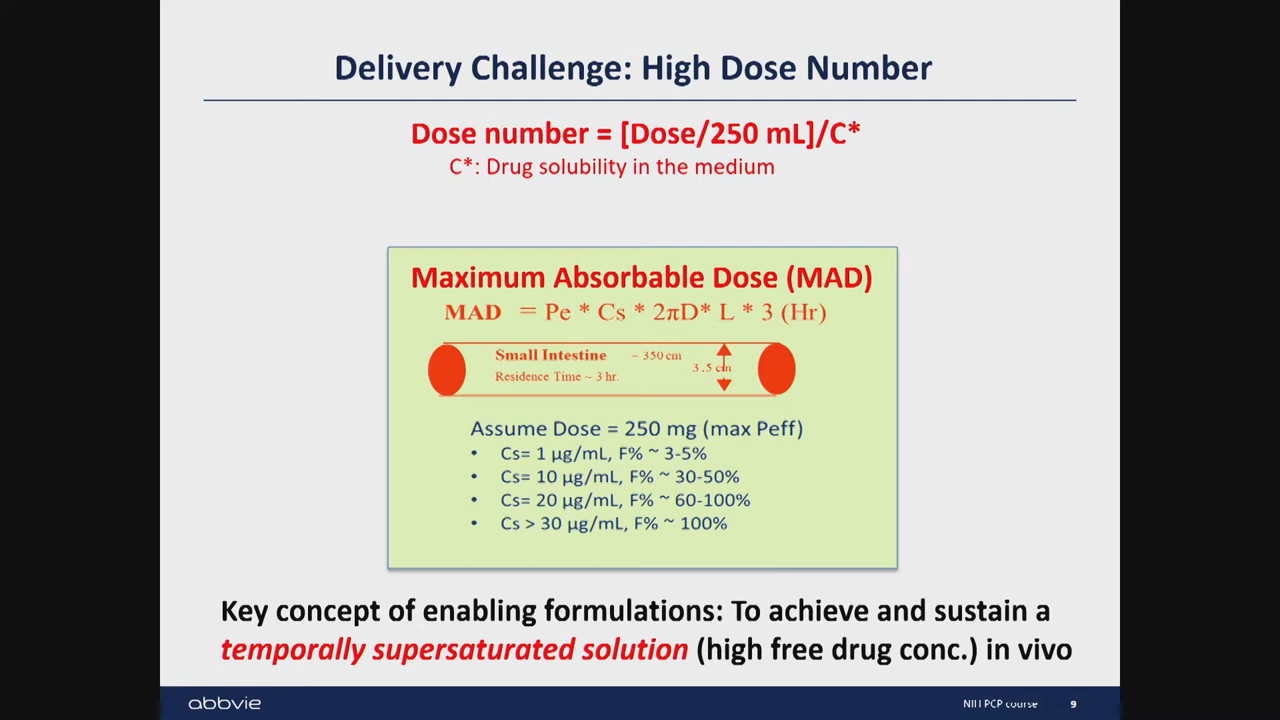 Delivery Challenge: High Dose Number
Dose number = [Dose/250 mL]/C*
C*: Drug solubility in the medium
Maximum Absorbable Dose (MAD)
MAD = Pe * Cs * 2πD* L * 3 (Hr)
Small Intestine ~ 350 cm
Residence Time ~ 3 hr.
3.5 cm
Assume Dose = 250 mg (max Peff)
• Cs= 1 µg/mL, F% ~ 3-5%
• Cs= 10 µg/mL, F% ~ 30-50%
• Cs= 20 µg/mL, F% ~ 60-100%
• Cs > 30 µg/mL, F% ~ 100%
Key concept of enabling formulations: To achieve and sustain a
temporally supersaturated solution (high free drug conc.) in vivo
abbvie
NIH PCP course 9